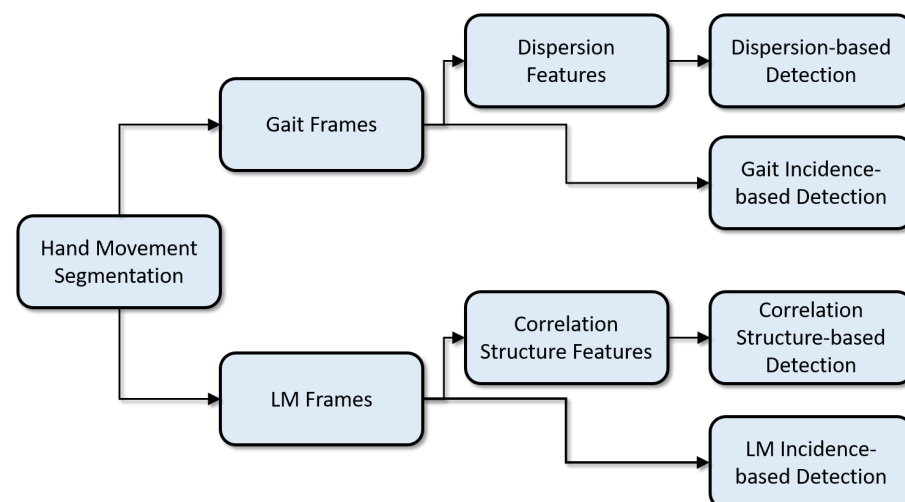 Dispersion
Features
Dispersion-based
Detection
Gait Frames
Gait Incidence-
based Detection
Hand Movement
Segmentation
Correlation
Structure Features
Correlation
Structure-based
Detection
LM Frames
LM Incidence-
based Detection